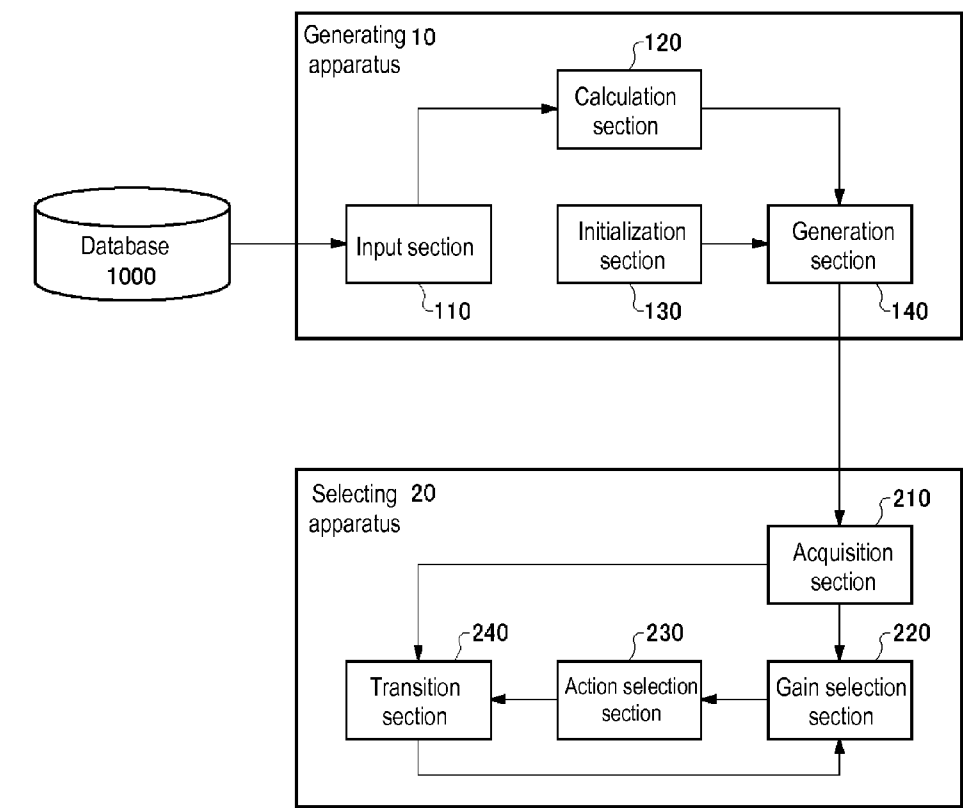 Generating 10
apparatus
120
Calculation
section
Database
1000
Input section
110
Initialization
section
130
Generation
section
140
Selecting 20
apparatus
210
Acquisition
section
240
Transition
section
230
Action selection
section
220
Gain selection
section